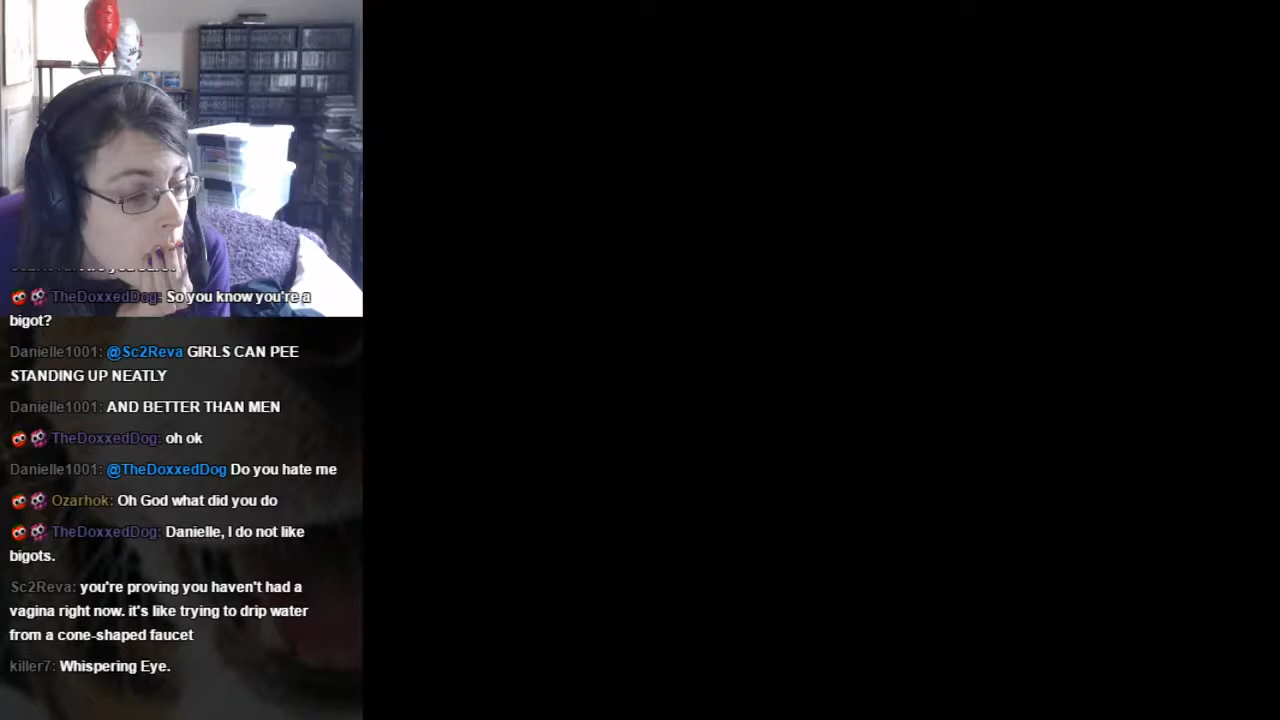 TheDoxxedDog: So you know you're a
bigot?
Danielle1001: @Sc2Reva GIRLS CAN PEE
STANDING UP NEATLY
Danielle1001: AND BETTER THAN MEN
TheDoxxedDog: oh ok
Danielle1001: @TheDoxxedDog Do you hate me
Ozarhok: Oh God what did you do
TheDoxxedDog: Danielle, I do not like
bigots.
Sc2Reva: you're proving you haven't had a
vagina right now. it's like trying to drip water
from a cone-shaped faucet
killer7: Whispering Eye.